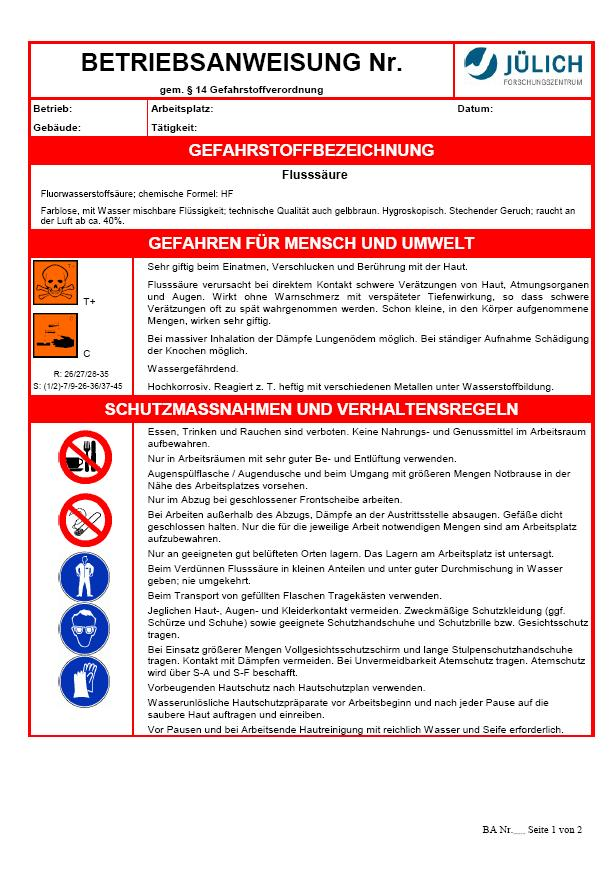 BETRIEBSANWEISUNG Nr.
gem. § 14 Gefahrstoffverordnung
JÜLICH
FORSCHUNGSZENTRUM
Betrieb: Arbeitsplatz: Datum:
Gebäude: Tätigkeit:
GEFAHRSTOFFBEZEICHNUNG
Flusssäure
Fluorwasserstoffsäure; chemische Formel: HF
Farblose, mit Wasser mischbare Flüssigkeit; technische Qualität auch gelbbraun. Hygroskopisch. Stechender Geruch; raucht an
der Luft ab ca. 40%.
GEFAHREN FÜR MENSCH UND UMWELT
T+
C
R: 26/27/28-35
S: (1/2)-7/9-26-36/37-45
Sehr giftig beim Einatmen, Verschlucken und Berührung mit der Haut.
Flusssäure verursacht bei direktem Kontakt schwere Verätzungen von Haut, Atmungsorganen
und Augen. Wirkt ohne Warnschmerz mit verspäteter Tiefenwirkung, so dass schwere
Verätzungen oft zu spät wahrgenommen werden. Schon kleine, in den Körper aufgenommene
Mengen, wirken sehr giftig.
Bei massiver Inhalation der Dämpfe Lungenödem möglich. Bei ständiger Aufnahme Schädigung
der Knochen möglich.
Wassergefährdend.
Hochkorrosiv. Reagiert z. T. heftig mit verschiedenen Metallen unter Wasserstoffbildung.
SCHUTZMASSNAHMEN UND VERHALTENSREGELN
Essen, Trinken und Rauchen sind verboten. Keine Nahrungs- und Genussmittel im Arbeitsraum
aufbewahren.
Nur in Arbeitsräumen mit sehr guter Be- und Entlüftung verwenden.
Augenspülflasche / Augendusche und beim Umgang mit größeren Mengen Notbrause in der
Nähe des Arbeitsplatzes vorsehen.
Nur im Abzug bei geschlossener Frontscheibe arbeiten.
Bei Arbeiten außerhalb des Abzugs, Dämpfe an der Austrittsstelle absaugen. Gefäße dicht
geschlossen halten. Nur die für die jeweilige Arbeit notwendigen Mengen sind am Arbeitsplatz
aufzubewahren.
Nur an geeigneten gut belüfteten Orten lagern. Das Lagern am Arbeitsplatz ist untersagt.
Beim Verdünnen Flusssäure in kleinen Anteilen und unter guter Durchmischung in Wasser
geben; nie umgekehrt.
Beim Transport von gefüllten Flaschen Tragekästen verwenden.
Jeglichen Haut-, Augen- und Kleiderkontakt vermeiden. Zweckmäßige Schutzkleidung (ggf.
Schürze und Schuhe) sowie geeignete Schutzhandschuhe und Schutzbrille bzw. Gesichtsschutz
tragen.
Bei Einsatz größerer Mengen Vollgesichtsschutzschirm und lange Stulpenschutzhandschuhe
tragen. Kontakt mit Dämpfen vermeiden. Bei Unvermeidbarkeit Atemschutz tragen. Atemschutz
wird über S-A und S-F beschafft.
Vorbeugenden Hautschutz nach Hautschutzplan verwenden.
Wasserunlösliche Hautschutzpräparate vor Arbeitsbeginn und nach jeder Pause auf die
saubere Haut auftragen und einreiben.
Vor Pausen und bei Arbeitsende Hautreinigung mit reichlich Wasser und Seife erforderlich.
BA Nr.__ Seite 1 von 2